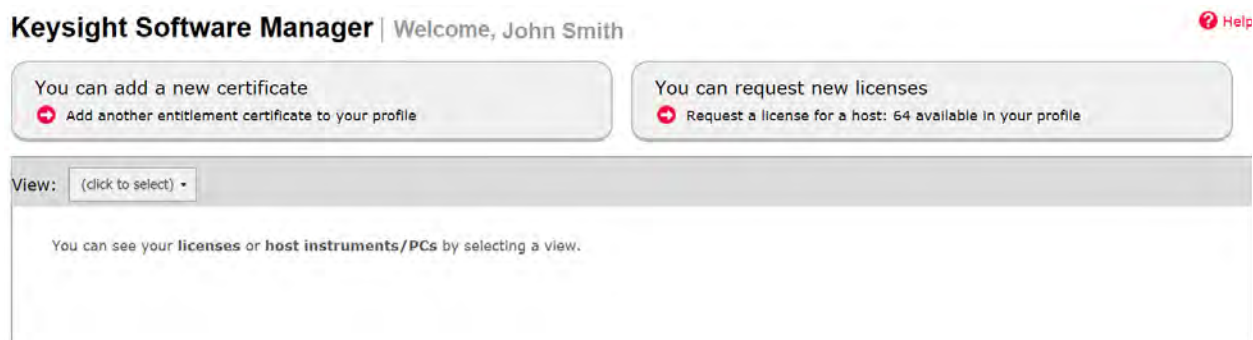 Keysight Software Manager | Welcome, John Smith
Help
You can add a new certificate
Add another entitlement certificate to your profile
You can request new licenses
Request a license for a host: 64 available in your profile
View: (click to select)
You can see your licenses or host instruments/PCs by selecting a view.